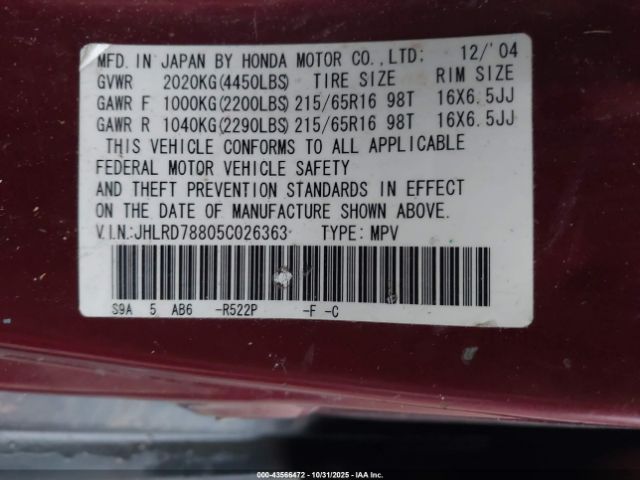 MFD. IN JAPAN BY HONDA MOTOR CO., LTD: 12/'04
GVWR 2020KG(4450LBS) TIRE SIZE RIM SIZE
GAWR F 1000KG(2200LBS) 215/65R16 98T 16X6.5JJ
GAWR R 1040KG(2290LBS) 215/65R16 98T 16X6.5JJ
THIS VEHICLE CONFORMS TO ALL APPLICABLE
FEDERAL MOTOR VEHICLE SAFETY
AND THEFT PREVENTION STANDARDS IN EFFECT
ON THE DATE OF MANUFACTURE SHOWN ABOVE.
V.IN.:JHLRD78805C026363 TYPE: MPV
S9A 5 AB6 -R522P -F -C
000-43566472 - 10/31/2025 - IAA Inc.